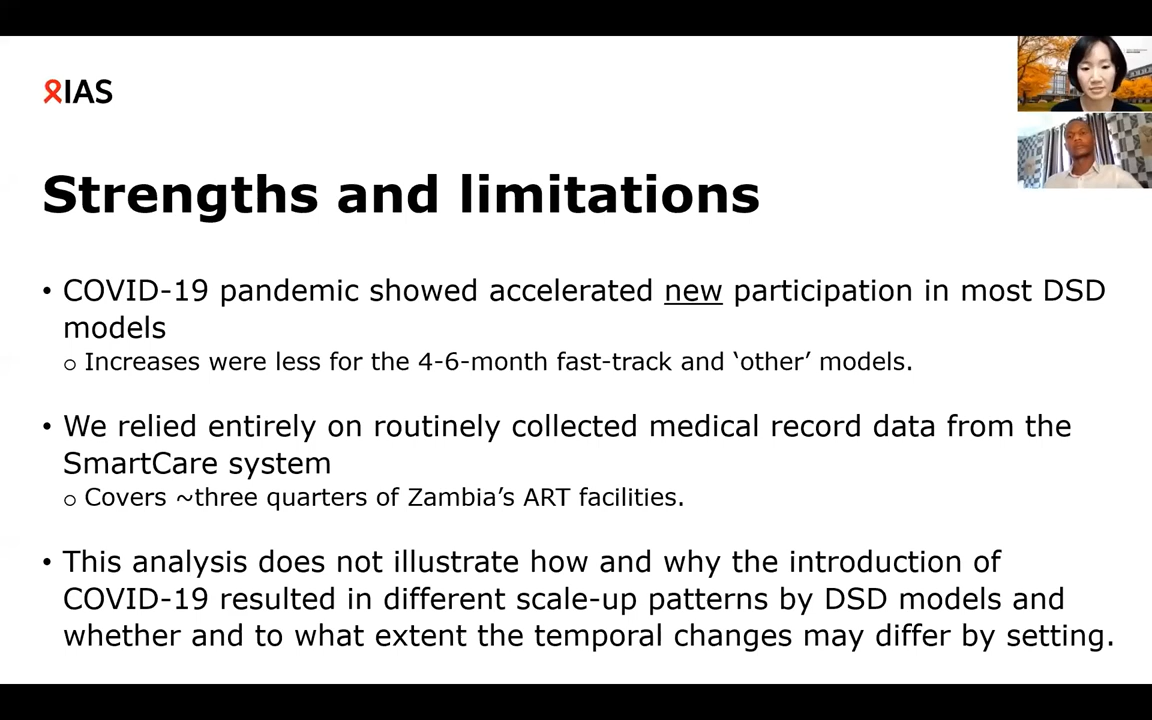 IAS
Strengths and limitations
• COVID-19 pandemic showed accelerated new participation in most DSD
models
o Increases were less for the 4-6-month fast-track and ‘other’ models.
• We relied entirely on routinely collected medical record data from the
SmartCare system
o Covers ~three quarters of Zambia’s ART facilities.
• This analysis does not illustrate how and why the introduction of
COVID-19 resulted in different scale-up patterns by DSD models and
whether and to what extent the temporal changes may differ by setting.